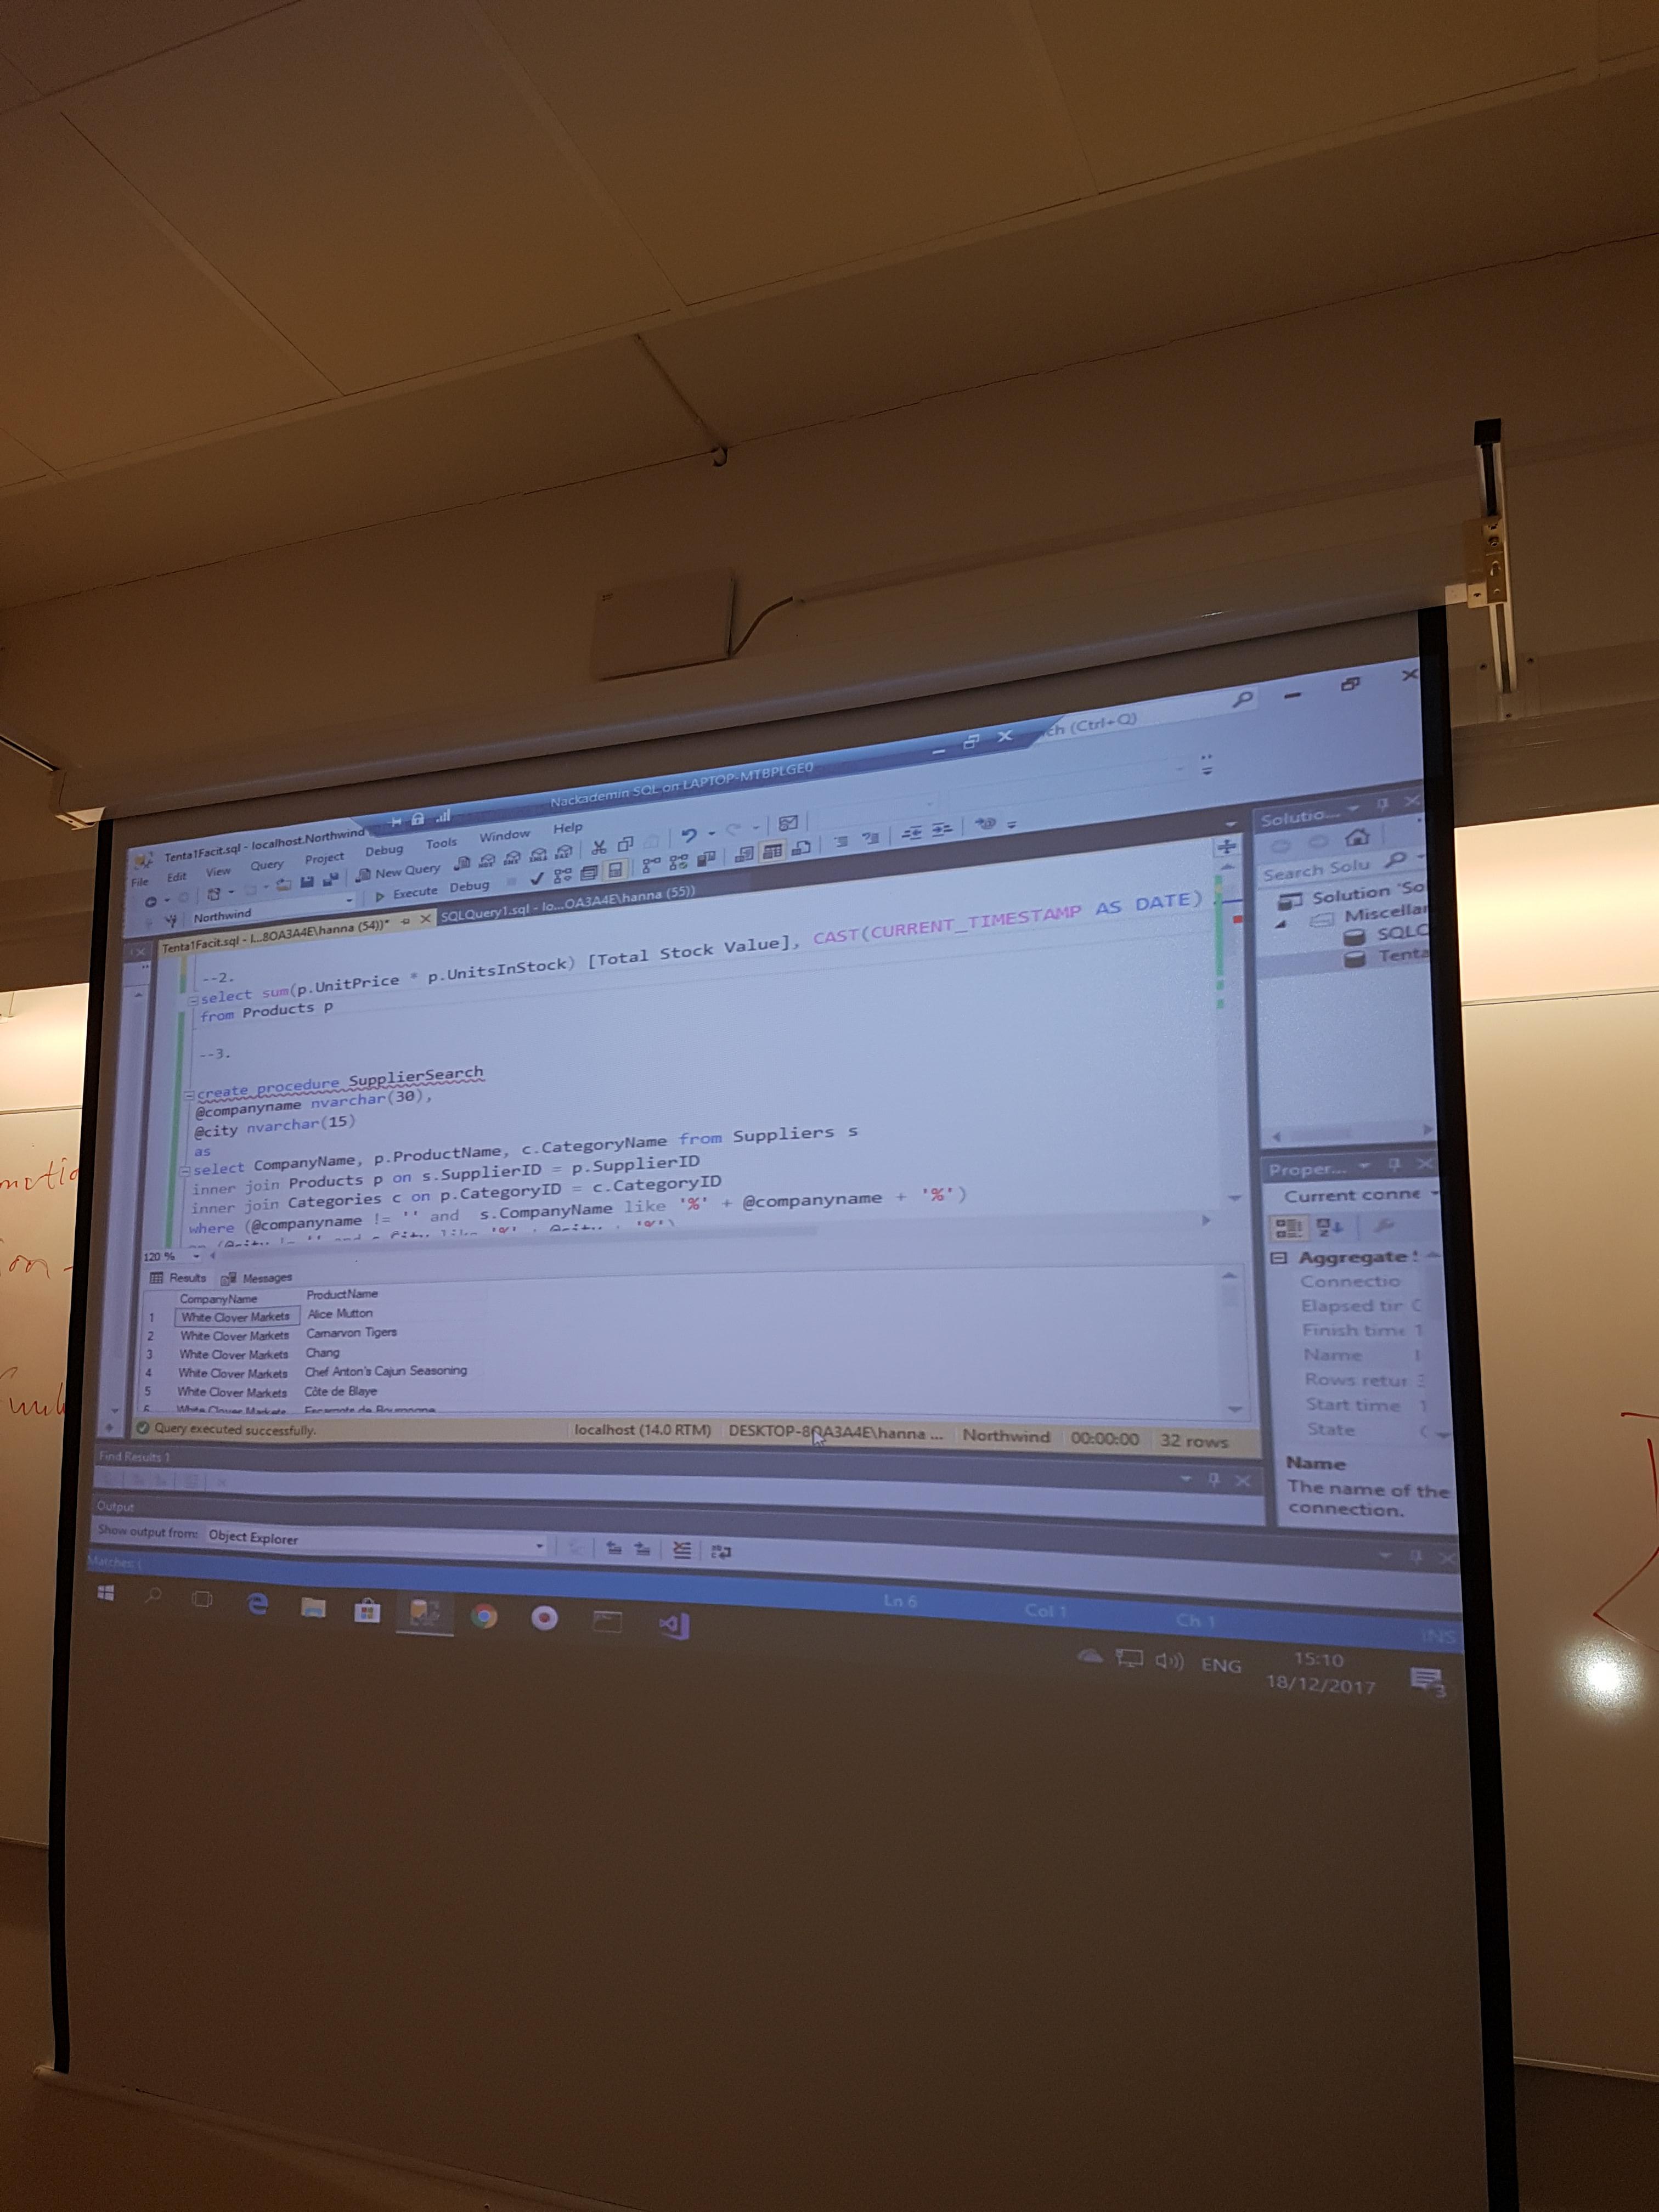 Nackademin SQL on LAPTOP-MTBPLGE0
ch (Ctrl+Q)
Tenta1Facit.sql - localhost.Northwind
File Edit View Query Project Debug Tools Window Help
New Query
Northwind
Execute Debug
Tenta1Facit.sql - l...8OA3A4E\hanna (54))*
SQLQuery1.sql - lo...OA3A4E\hanna (55))
--2.
select sum(p.UnitPrice * p.UnitsInStock) [Total Stock Value], CAST(CURRENT_TIMESTAMP AS DATE)
from Products p
--3.
create procedure SupplierSearch
@companyname nvarchar(30),
@city nvarchar(15)
as
select CompanyName, p.ProductName, c.CategoryName from Suppliers s
inner join Products p on s.SupplierID = p.SupplierID
inner join Categories c on p.CategoryID = c.CategoryID
where (@companyname != '' and s.CompanyName like '%' + @companyname + '%')
120 %
Results Messages
CompanyName ProductName
1 White Clover Markets Alice Mutton
2 White Clover Markets Carnarvon Tigers
3 White Clover Markets Chang
4 White Clover Markets Chef Anton's Cajun Seasoning
5 White Clover Markets Côte de Blaye
6 White Clover Markets Escargots de Bourgogne
Query executed successfully.
localhost (14.0 RTM) DESKTOP-8OA3A4E\hanna ... Northwind 00:00:00 32 rows
Find Results 1
Output
Show output from: Object Explorer
Matches:
Ln 6 Col 1 Ch 1 INS
ENG
15:10
18/12/2017
3
Solutio...
Search Solu
Solution 'So
Miscellar
SQLC
Tenta
Proper...
Current conne
Aggregate
Connectio
Elapsed tir
Finish time 1
Name
Rows retur
Start time 1
State
Name
The name of the
connection.